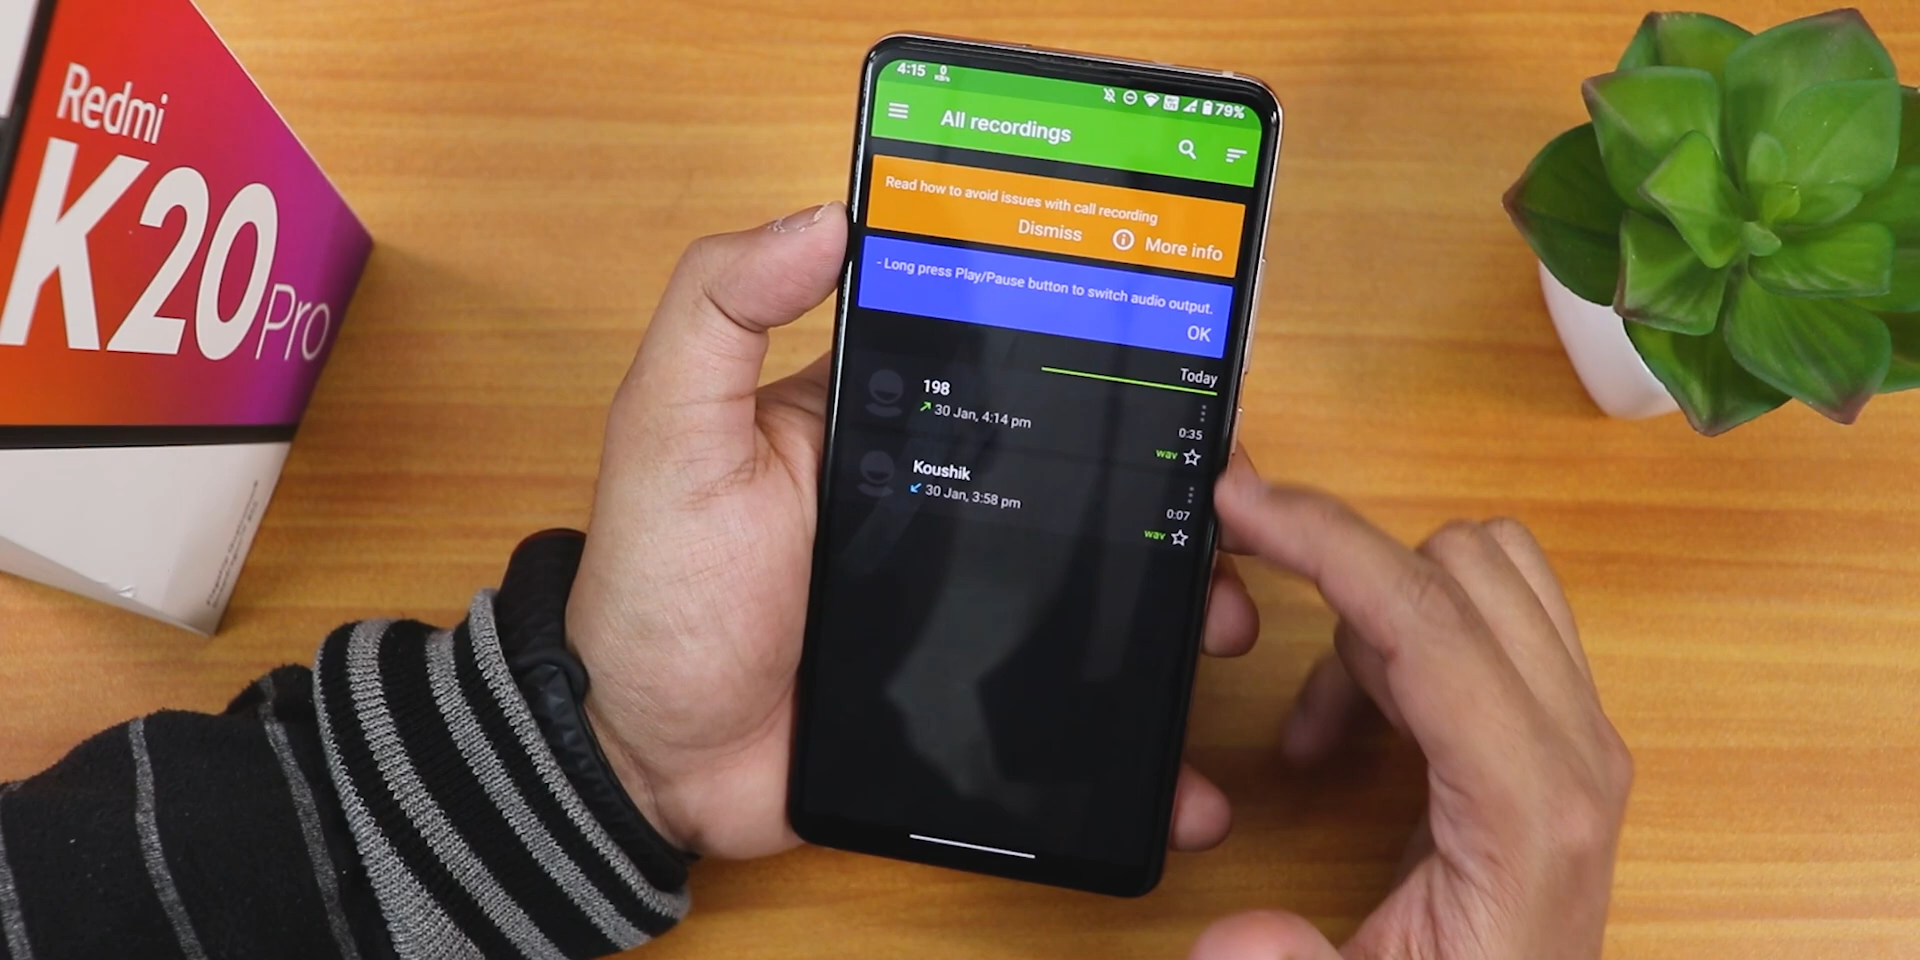 Redmi
K20 Pro
4:15
79%
All recordings
Read how to avoid issues with call recording
Dismiss
More info
- Long press Play/Pause button to switch audio output.
OK
Today
198
30 Jan, 4:14 pm
0:35
wav
Koushik
30 Jan, 3:58 pm
0:07
wav